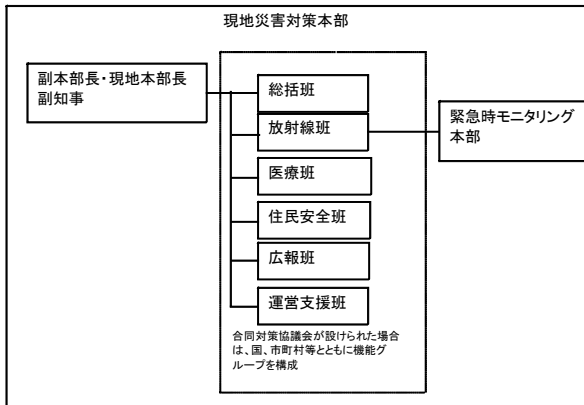 現地災害対策本部
副本部長・現地本部長
副知事
総括班
放射線班
緊急時モニタリング
本部
医療班
住民安全班
広報班
運営支援班
合同対策協議会が設けられた場合
は、国、市町村等とともに機能グ
ループを構成